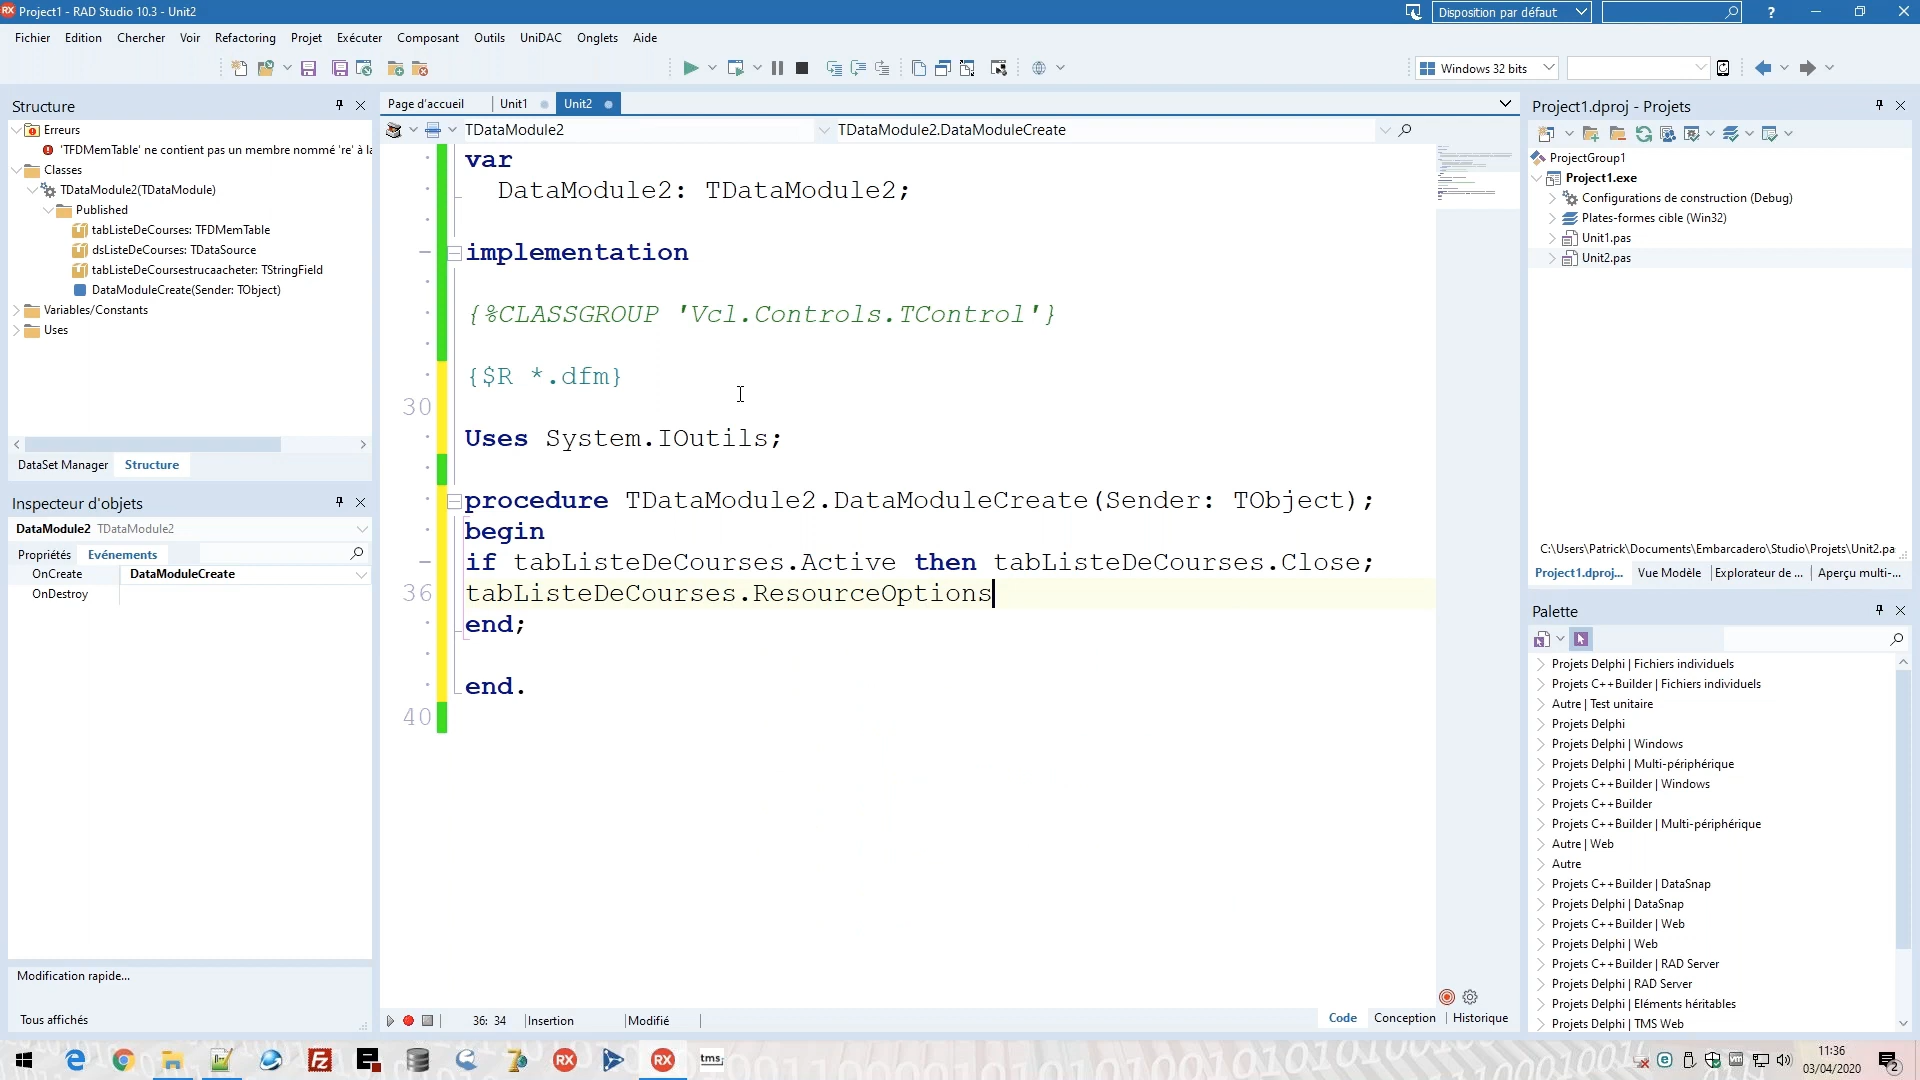 Project1 - RAD Studio 10.3 - Unit2
Disposition par défaut
?
Fichier Edition Chercher Voir Refactoring Projet Exécuter Composant Outils UniDAC Onglets Aide
Windows 32 bits
Structure
Erreurs
'TFDMemTable' ne contient pas un membre nommé 're' à la
Classes
TDataModule2(TDataModule)
Published
tabListeDeCourses: TFDMemTable
dsListeDeCourses: TDataSource
tabListeDeCoursestrucaacheter: TStringField
DataModuleCreate(Sender: TObject)
Variables/Constants
Uses
DataSet Manager Structure
Inspecteur d'objets
DataModule2 TDataModule2
Propriétés Evénements
OnCreate DataModuleCreate
OnDestroy
Modification rapide...
Tous affichés
Page d'accueil Unit1 Unit2
TDataModule2 TDataModule2.DataModuleCreate
var
DataModule2: TDataModule2;
implementation
{%CLASSGROUP 'Vcl.Controls.TControl'}
{$R *.dfm}
30
Uses System.IOutils;
procedure TDataModule2.DataModuleCreate(Sender: TObject);
begin
if tabListeDeCourses.Active then tabListeDeCourses.Close;
36 tabListeDeCourses.ResourceOptions
end;
end.
40
36: 34 Insertion Modifié
Code Conception Historique
Project1.dproj - Projets
ProjectGroup1
Project1.exe
Configurations de construction (Debug)
Plates-formes cible (Win32)
Unit1.pas
Unit2.pas
C:\Users\Patrick\Documents\Embarcadero\Studio\Projets\Unit2.pa
Project1.dproj... Vue Modèle Explorateur de ... Aperçu multi-...
Palette
Projets Delphi | Fichiers individuels
Projets C++Builder | Fichiers individuels
Autre | Test unitaire
Projets Delphi
Projets Delphi | Windows
Projets Delphi | Multi-périphérique
Projets C++Builder | Windows
Projets C++Builder
Projets C++Builder | Multi-périphérique
Autre | Web
Autre
Projets C++Builder | DataSnap
Projets Delphi | DataSnap
Projets C++Builder | Web
Projets Delphi | Web
Projets C++Builder | RAD Server
Projets Delphi | RAD Server
Projets Delphi | Eléments héritables
Projets Delphi | TMS Web
RX
RX
tms
11:36
03/04/2020
2